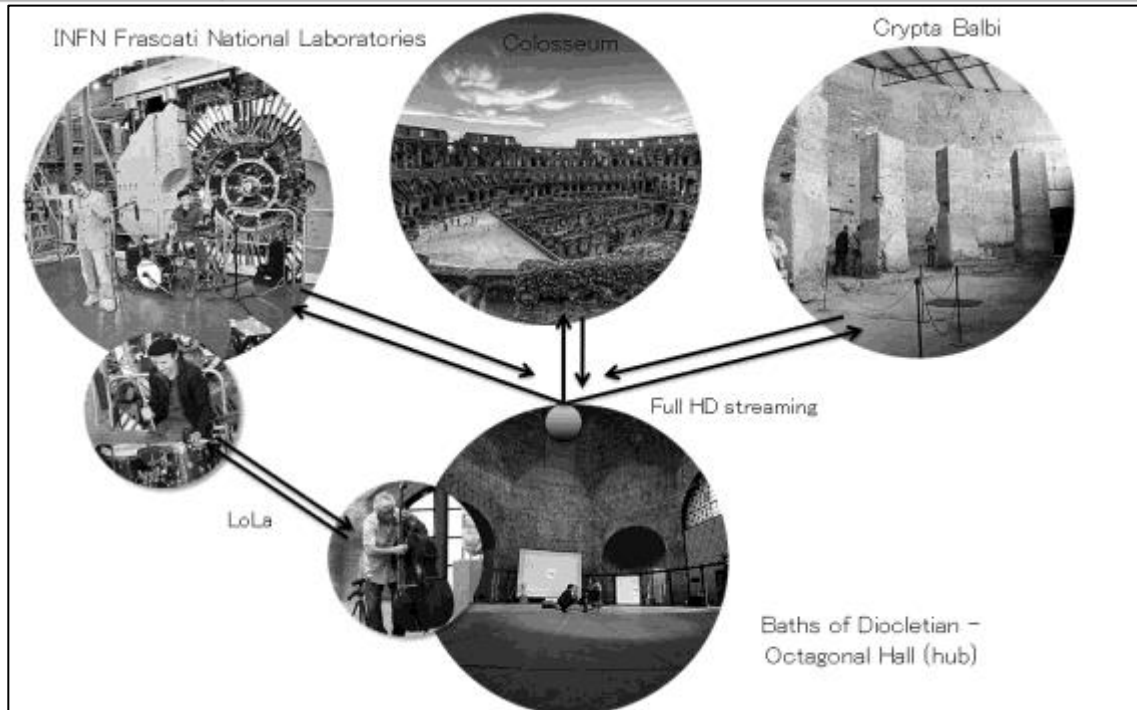 INFN Frascati National Laboratories
Colosseum
Crypta Balbi
Full HD streaming
LoLa
Baths of Diocletian –
Octagonal Hall (hub)